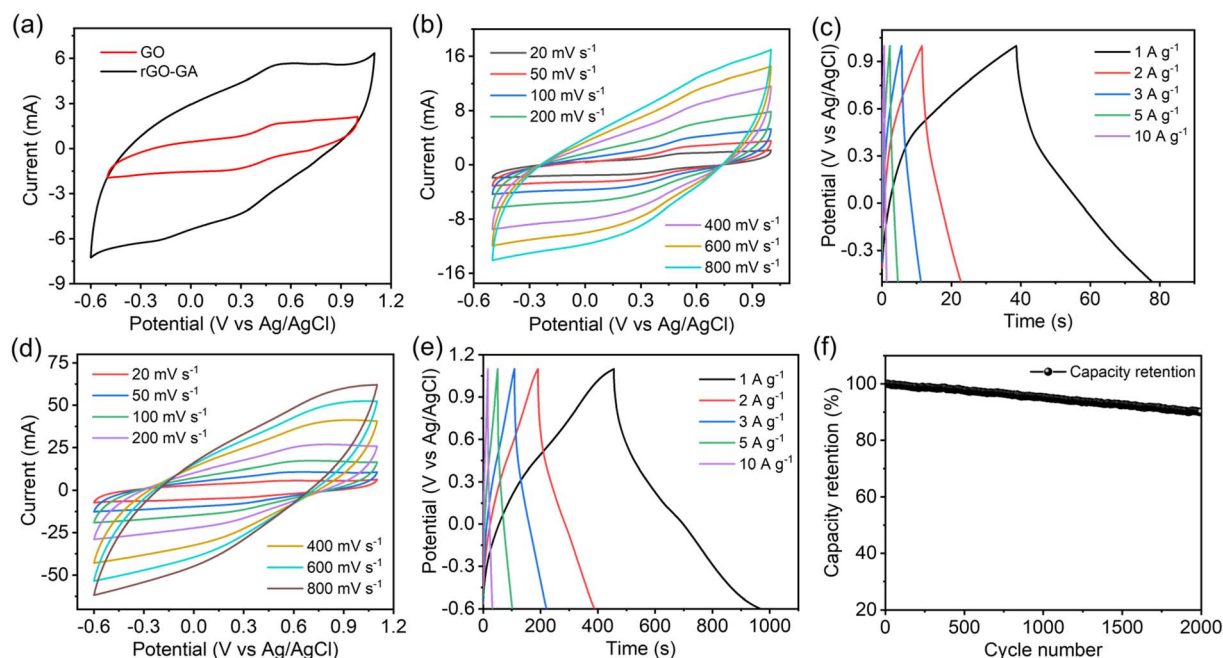 (a)
GO
rGO-GA
6
3
0
-3
-6
-9
-0.6 -0.3 0.0 0.3 0.6 0.9 1.2
Current (mA)
Potential (V vs Ag/AgCl)
(b)
20 mV s-1
50 mV s-1
100 mV s-1
200 mV s-1
400 mV s-1
600 mV s-1
800 mV s-1
16
8
0
-8
-16
-0.6 -0.3 0.0 0.3 0.6 0.9
Current (mA)
Potential (V vs Ag/AgCl)
(c)
1 A g-1
2 A g-1
3 A g-1
5 A g-1
10 A g-1
0.9
0.6
0.3
0.0
-0.3
0 20 40 60 80
Potential (V vs Ag/AgCl)
Time (s)
(d)
20 mV s-1
50 mV s-1
100 mV s-1
200 mV s-1
400 mV s-1
600 mV s-1
800 mV s-1
75
50
25
0
-25
-50
-0.6 -0.3 0.0 0.3 0.6 0.9 1.2
Current (mA)
Potential (V vs Ag/AgCl)
(e)
1 A g-1
2 A g-1
3 A g-1
5 A g-1
10 A g-1
1.2
0.9
0.6
0.3
0.0
-0.3
-0.6
0 200 400 600 800 1000
Potential (V vs Ag/AgCl)
Time (s)
(f)
Capacity retention
120
100
80
60
40
20
0 500 1000 1500 2000
Capacity retention (%)
Cycle number